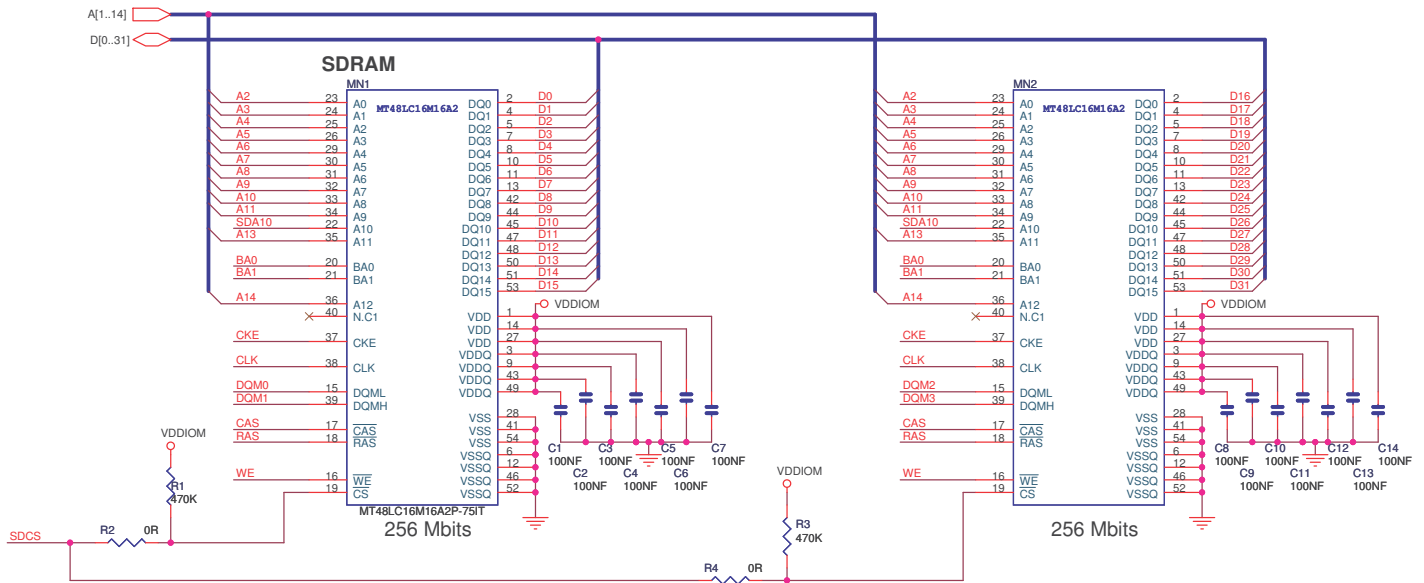 A[1..14]
D[0..31]
SDRAM
MN1
MT48LC16M16A2
A2 23 A0 DQ0 2 D0
A3 24 A1 DQ1 4 D1
A4 25 A2 DQ2 5 D2
A5 26 A3 DQ3 7 D3
A6 29 A4 DQ4 8 D4
A7 30 A5 DQ5 10 D5
A8 31 A6 DQ6 11 D6
A9 32 A7 DQ7 13 D7
A10 33 A8 DQ8 42 D8
A11 34 A9 DQ9 44 D9
SDA10 22 A10 DQ10 45 D10
A13 35 A11 DQ11 47 D11
DQ12 48 D12
BA0 20 BA0 DQ13 50 D13
BA1 21 BA1 DQ14 51 D14
DQ15 53 D15
A14 36 A12
VDDIOM
40 N.C1 VDD 1
VDD 14
CKE 37 CKE VDD 27
VDDQ 3
CLK 38 CLK VDDQ 9
VDDQ 43
DQM0 15 DQML VDDQ 49
DQM1 39 DQMH
VSS 28
CAS 17 CAS VSS 41
RAS 18 RAS VSS 54
VSSQ 6
VSSQ 12
WE 16 WE VSSQ 46
19 CS VSSQ 52
C1 C3 C5 C7
100NF 100NF 100NF 100NF
C2 C4 C6
100NF 100NF 100NF
MT48LC16M16A2P-75IT
256 Mbits
VDDIOM
R1
470K
SDCS
R2 0R
VDDIOM
R3
470K
R4 0R
MN2
MT48LC16M16A2
A2 23 A0 DQ0 2 D16
A3 24 A1 DQ1 4 D17
A4 25 A2 DQ2 5 D18
A5 26 A3 DQ3 7 D19
A6 29 A4 DQ4 8 D20
A7 30 A5 DQ5 10 D21
A8 31 A6 DQ6 11 D22
A9 32 A7 DQ7 13 D23
A10 33 A8 DQ8 42 D24
A11 34 A9 DQ9 44 D25
SDA10 22 A10 DQ10 45 D26
A13 35 A11 DQ11 47 D27
DQ12 48 D28
BA0 20 BA0 DQ13 50 D29
BA1 21 BA1 DQ14 51 D30
DQ15 53 D31
A14 36 A12
VDDIOM
40 N.C1 VDD 1
VDD 14
CKE 37 CKE VDD 27
VDDQ 3
CLK 38 CLK VDDQ 9
VDDQ 43
DQM2 15 DQML VDDQ 49
DQM3 39 DQMH
VSS 28
CAS 17 CAS VSS 41
RAS 18 RAS VSS 54
VSSQ 6
VSSQ 12
WE 16 WE VSSQ 46
19 CS VSSQ 52
C8 C10 C12 C14
100NF 100NF 100NF 100NF
C9 C11 C13
100NF 100NF 100NF
256 Mbits